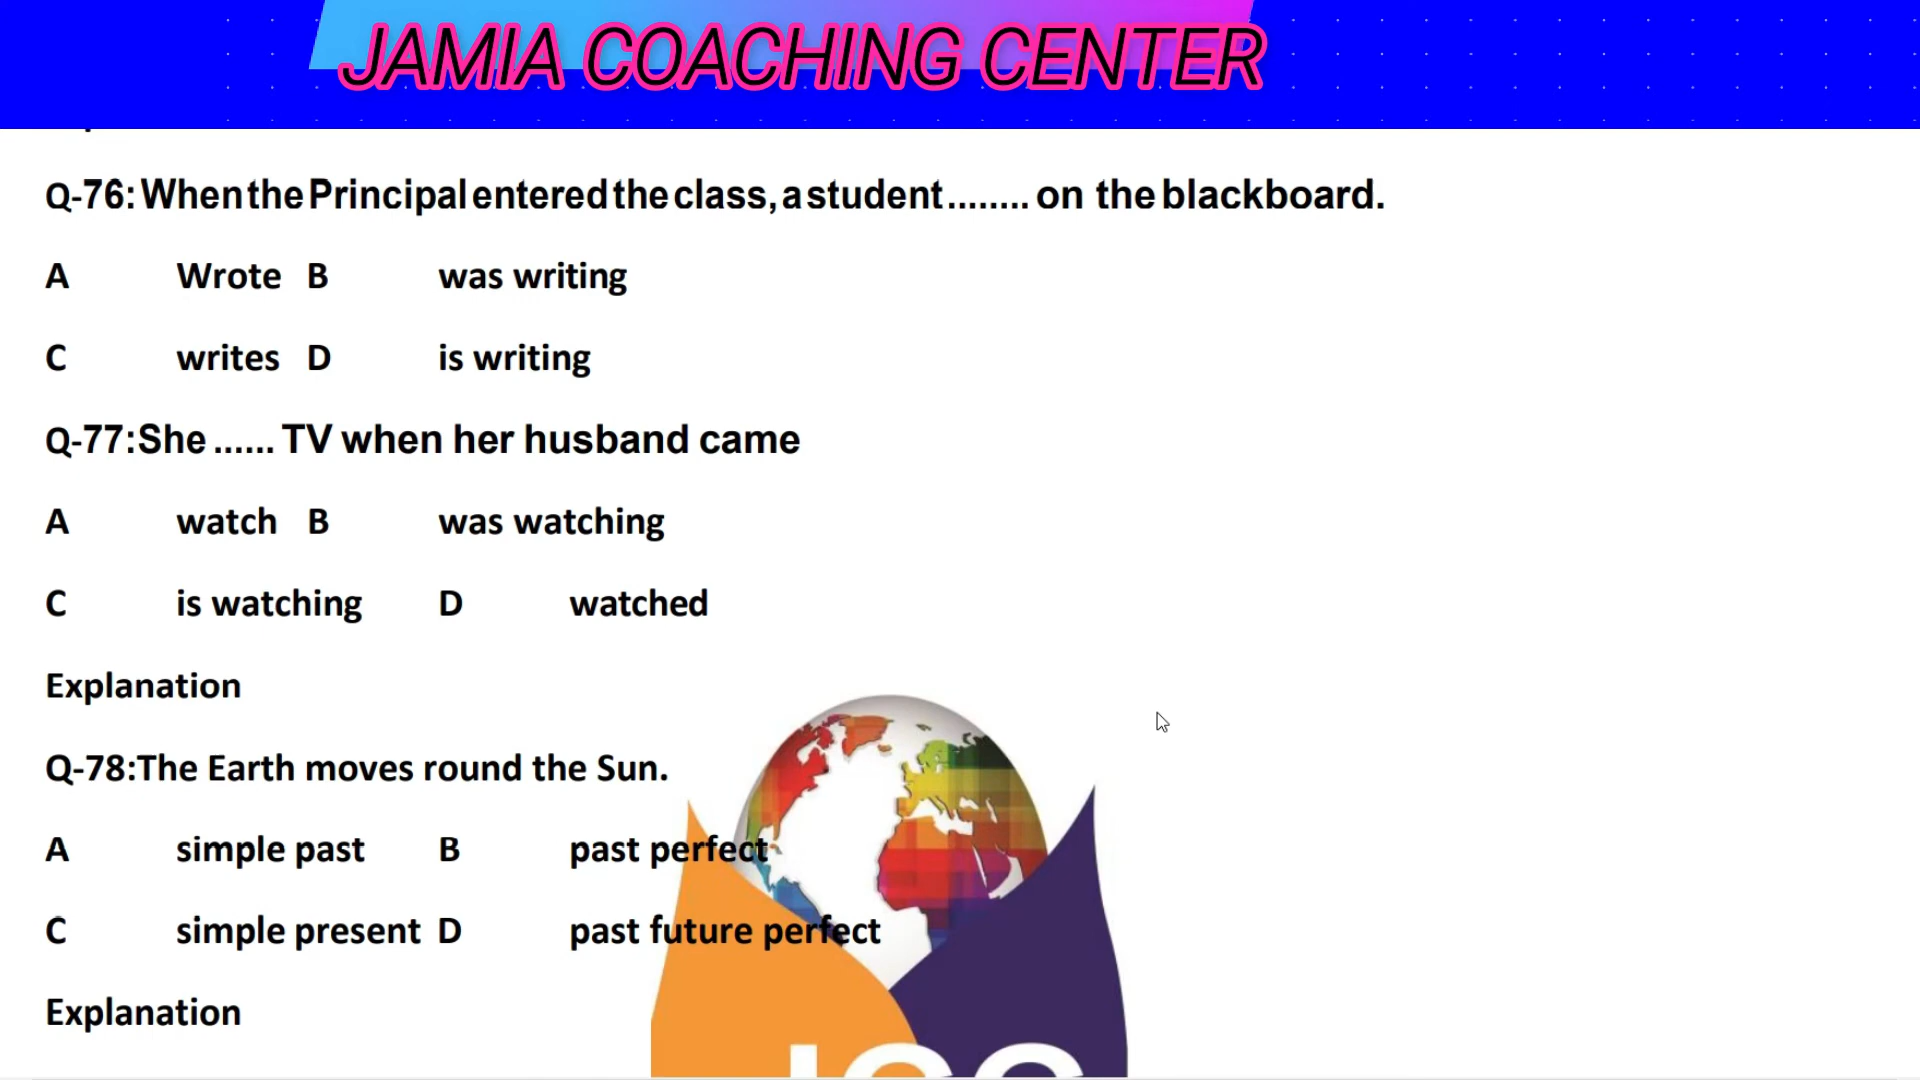 JAMIA COACHING CENTER
Q-76: When the Principal entered the class, a student ........ on the blackboard.
A Wrote B was writing
C writes D is writing
Q-77:She ...... TV when her husband came
A watch B was watching
C is watching D watched
Explanation
Q-78:The Earth moves round the Sun.
A simple past B past perfect
C simple present D past future perfect
Explanation